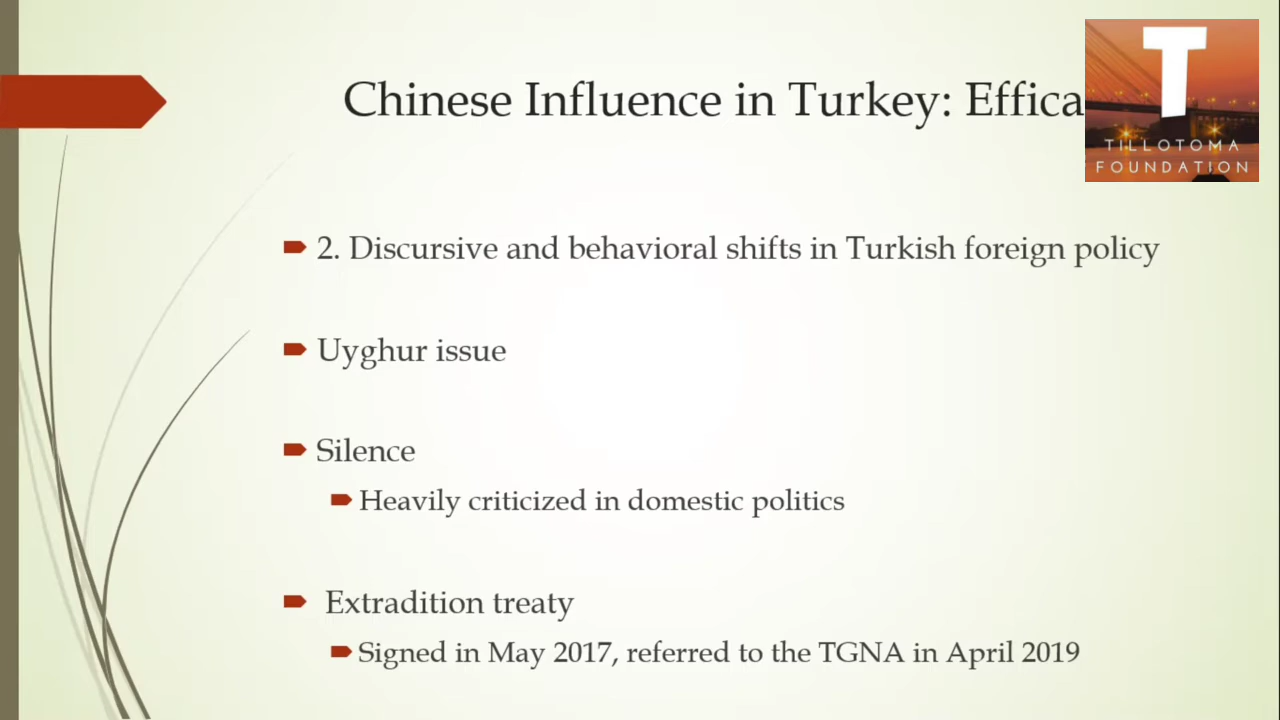 Chinese Influence in Turkey: Effica
T
TILLOTOMA
FOUNDATION
2. Discursive and behavioral shifts in Turkish foreign policy
Uyghur issue
Silence
Heavily criticized in domestic politics
Extradition treaty
Signed in May 2017, referred to the TGNA in April 2019